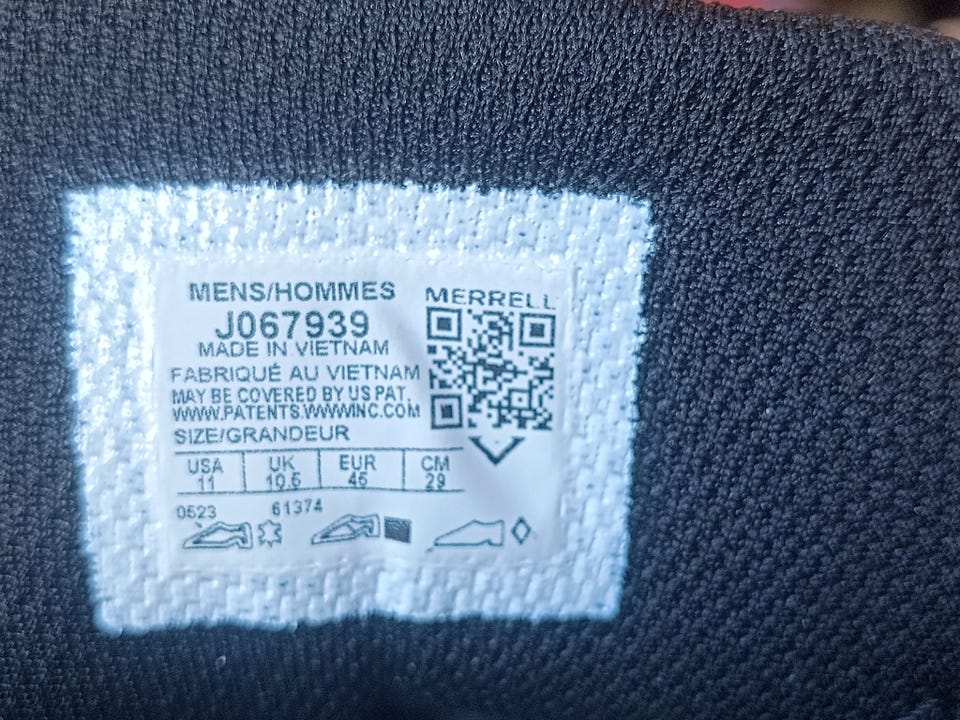 MENS/HOMMES
J067939
MADE IN VIETNAM
FABRIQUÉ AU VIETNAM
MAY BE COVERED BY US PAT.
WWW.PATENTS.WWWINC.COM
SIZE/GRANDEUR
USA UK EUR CM
11 10.5 45 29
0523 61374
MERRELL